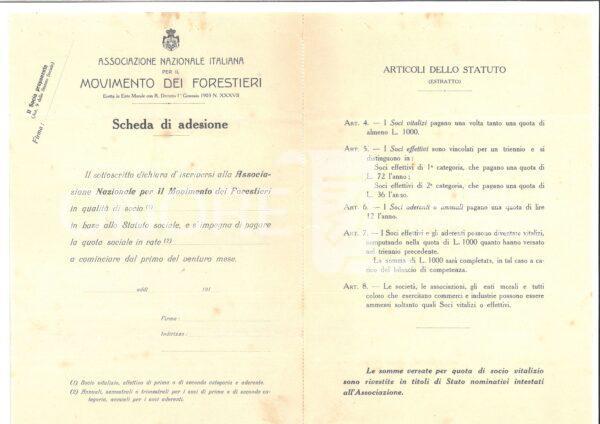 Il Socio proponente
(Art. 9 dello Statuto Sociale)
Firma:
ASSOCIAZIONE NAZIONALE ITALIANA
PER IL
MOVIMENTO DEI FORESTIERI
Eretta in Ente Morale con R. Decreto 1° Gennaio 1903 N. XXXVII
Scheda di adesione
Il sottoscritto dichiara d'iscriversi alla Associa-
zione Nazionale per il Movimento dei Forestieri
in qualità di socio (1)
in base allo Statuto sociale, e s'impegna di pagare
la quota sociale in rate (2)
a cominciare dal primo del venturo mese.
addì 191
Firma:
Indirizzo:
(1) Socio vitalizio, effettivo di prima o di seconda categoria e aderente.
(2) Annuali, semestrali o trimestrali per i soci di prima e di seconda ca-
tegoria, annuali per i soci aderenti.
ARTICOLI DELLO STATUTO
(ESTRATTO)
ART. 4. — I Soci vitalizi pagano una volta tanto una quota di
almeno L. 1000.
ART. 5. — I Soci effettivi sono vincolati per un triennio e si
distinguono in:
Soci effettivi di 1ª categoria, che pagano una quota di
L. 72 l'anno;
Soci effettivi di 2ª categoria, che pagano una quota di
L. 36 l'anno.
ART. 6. — I Soci aderenti o annuali pagano una quota di lire
12 l'anno.
ART. 7. — I Soci effettivi e gli aderenti possono diventare vitalizi,
computando nella quota di L. 1000 quanto hanno versato
nel triennio precedente.
La somma di L. 1000 sarà completata, in tal caso a ca-
rico del bilancio di competenza.
ART. 8. — Le società, le associazioni, gli enti morali e tutti
coloro che esercitano commerci e industrie possono essere
ammessi soltanto quali Soci vitalizi o effettivi.
Le somme versate per quota di socio vitalizio
sono rivestite in titoli di Stato nominativi intestati
all'Associazione.